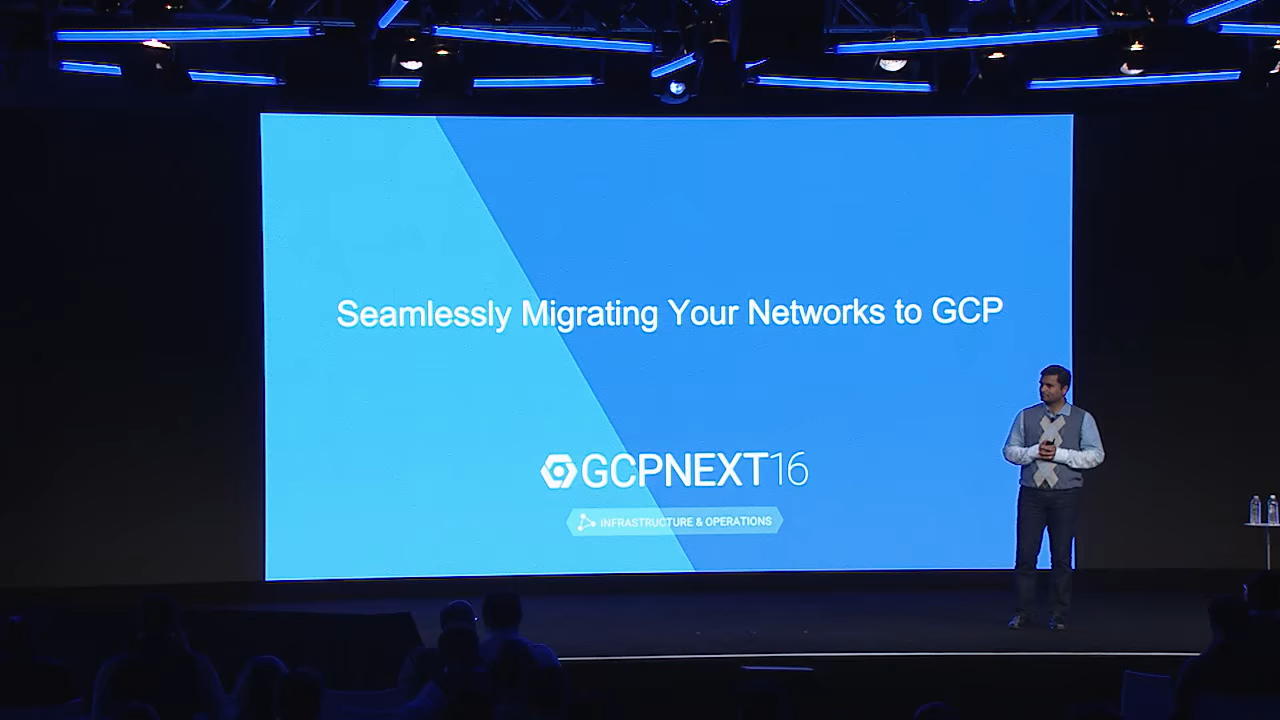 Seamlessly Migrating Your Networks to GCP
GCPNEXT16
INFRASTRUCTURE & OPERATIONS